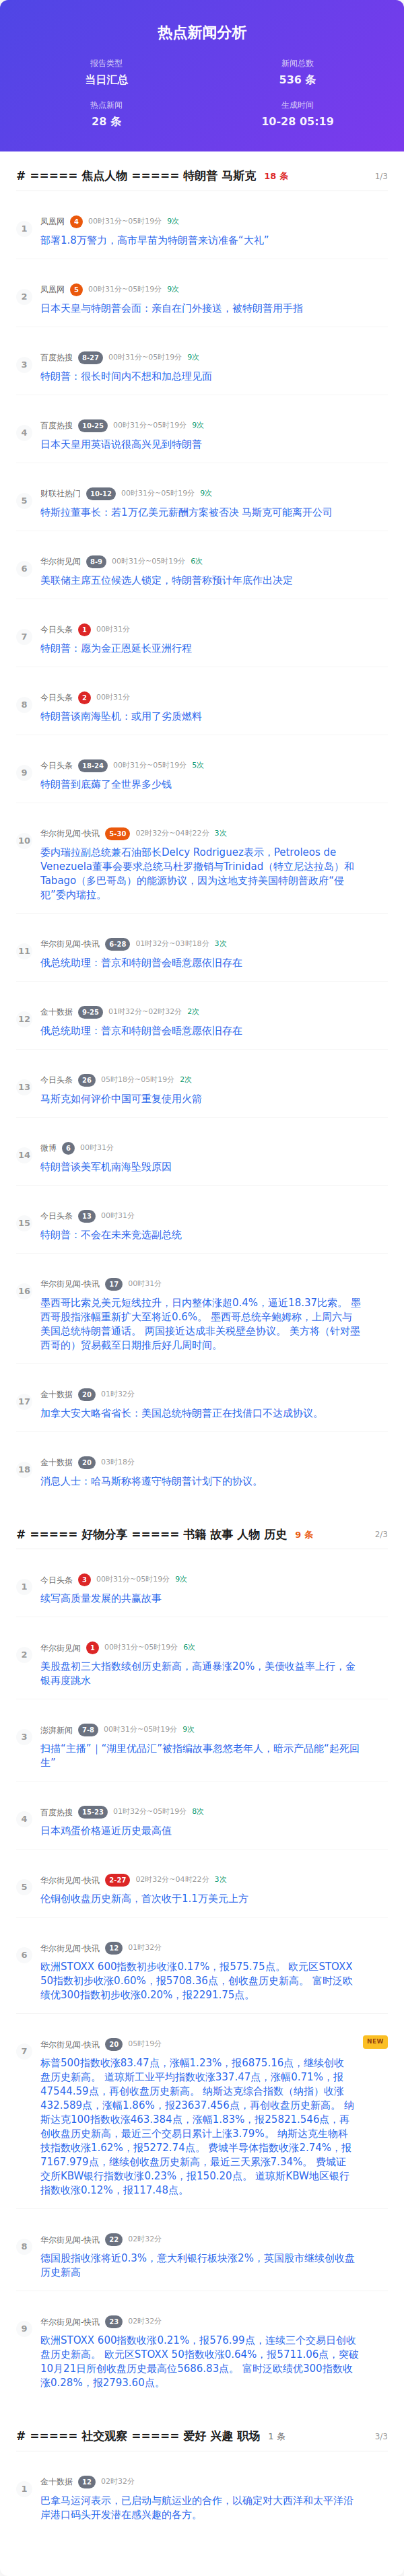 热点新闻分析
报告类型
新闻总数
当日汇总
536 条
热点新闻
生成时间
28 条
10-28 05:19
# ===== 焦点人物 ===== 特朗普 马斯克 18 条 1/3
1
凤凰网 4 00时31分~05时19分 9次
部署1.8万警力，高市早苗为特朗普来访准备“大礼”
2
凤凰网 5 00时31分~05时19分 9次
日本天皇与特朗普会面：亲自在门外接送，被特朗普用手指
3
百度热搜 8-27 00时31分~05时19分 9次
特朗普：很长时间内不想和加总理见面
4
百度热搜 10-25 00时31分~05时19分 9次
日本天皇用英语说很高兴见到特朗普
5
财联社热门 10-12 00时31分~05时19分 9次
特斯拉董事长：若1万亿美元薪酬方案被否决 马斯克可能离开公司
6
华尔街见闻 8-9 00时31分~05时19分 6次
美联储主席五位候选人锁定，特朗普称预计年底作出决定
7
今日头条 1 00时31分
特朗普：愿为金正恩延长亚洲行程
8
今日头条 2 00时31分
特朗普谈南海坠机：或用了劣质燃料
9
今日头条 18-24 00时31分~05时19分 5次
特朗普到底薅了全世界多少钱
10
华尔街见闻-快讯 5-30 02时32分~04时22分 3次
委内瑞拉副总统兼石油部长Delcy Rodriguez表示，Petroleos de
Venezuela董事会要求总统马杜罗撤销与Trinidad（特立尼达拉岛）和
Tobago（多巴哥岛）的能源协议，因为这地支持美国特朗普政府“侵
犯”委内瑞拉。
11
华尔街见闻-快讯 6-28 01时32分~03时18分 3次
俄总统助理：普京和特朗普会晤意愿依旧存在
12
金十数据 9-25 01时32分~02时32分 2次
俄总统助理：普京和特朗普会晤意愿依旧存在
13
今日头条 26 05时18分~05时19分 2次
马斯克如何评价中国可重复使用火箭
14
微博 6 00时31分
特朗普谈美军机南海坠毁原因
15
今日头条 13 00时31分
特朗普：不会在未来竞选副总统
16
华尔街见闻-快讯 17 00时31分
墨西哥比索兑美元短线拉升，日内整体涨超0.4%，逼近18.37比索。 墨
西哥股指涨幅重新扩大至将近0.6%。 墨西哥总统辛鲍姆称，上周六与
美国总统特朗普通话。 两国接近达成非关税壁垒协议。 美方将（针对墨
西哥的）贸易截至日期推后好几周时间。
17
金十数据 20 01时32分
加拿大安大略省省长：美国总统特朗普正在找借口不达成协议。
18
金十数据 20 03时18分
消息人士：哈马斯称将遵守特朗普计划下的协议。
# ===== 好物分享 ===== 书籍 故事 人物 历史 9 条 2/3
1
今日头条 3 00时31分~05时19分 9次
续写高质量发展的共赢故事
2
华尔街见闻 1 00时31分~05时19分 6次
美股盘初三大指数续创历史新高，高通暴涨20%，美债收益率上行，金
银再度跳水
3
澎湃新闻 7-8 00时31分~05时19分 9次
扫描“主播”｜“湖里优品汇”被指编故事忽悠老年人，暗示产品能“起死回
生”
4
百度热搜 15-23 01时32分~05时19分 8次
日本鸡蛋价格逼近历史最高值
5
华尔街见闻-快讯 2-27 02时32分~04时22分 3次
伦铜创收盘历史新高，首次收于1.1万美元上方
6
华尔街见闻-快讯 12 01时32分
欧洲STOXX 600指数初步收涨0.17%，报575.75点。 欧元区STOXX
50指数初步收涨0.60%，报5708.36点，创收盘历史新高。 富时泛欧
绩优300指数初步收涨0.20%，报2291.75点。
7
华尔街见闻-快讯 20 05时19分 NEW
标普500指数收涨83.47点，涨幅1.23%，报6875.16点，继续创收
盘历史新高。 道琼斯工业平均指数收涨337.47点，涨幅0.71%，报
47544.59点，再创收盘历史新高。 纳斯达克综合指数（纳指）收涨
432.589点，涨幅1.86%，报23637.456点，再创收盘历史新高。 纳
斯达克100指数收涨463.384点，涨幅1.83%，报25821.546点，再
创收盘历史新高，最近三个交易日累计上涨3.79%。 纳斯达克生物科
技指数收涨1.62%，报5272.74点。 费城半导体指数收涨2.74%，报
7167.979点，继续创收盘历史新高，最近三天累涨7.34%。 费城证
交所KBW银行指数收涨0.23%，报150.20点。 道琼斯KBW地区银行
指数收涨0.12%，报117.48点。
8
华尔街见闻-快讯 22 02时32分
德国股指收涨将近0.3%，意大利银行板块涨2%，英国股市继续创收盘
历史新高
9
华尔街见闻-快讯 23 02时32分
欧洲STOXX 600指数收涨0.21%，报576.99点，连续三个交易日创收
盘历史新高。 欧元区STOXX 50指数收涨0.64%，报5711.06点，突破
10月21日所创收盘历史最高位5686.83点。 富时泛欧绩优300指数收
涨0.28%，报2793.60点。
# ===== 社交观察 ===== 爱好 兴趣 职场 1 条 3/3
1
金十数据 12 02时32分
巴拿马运河表示，已启动与航运业的合作，以确定对大西洋和太平洋沿
岸港口码头开发潜在感兴趣的各方。